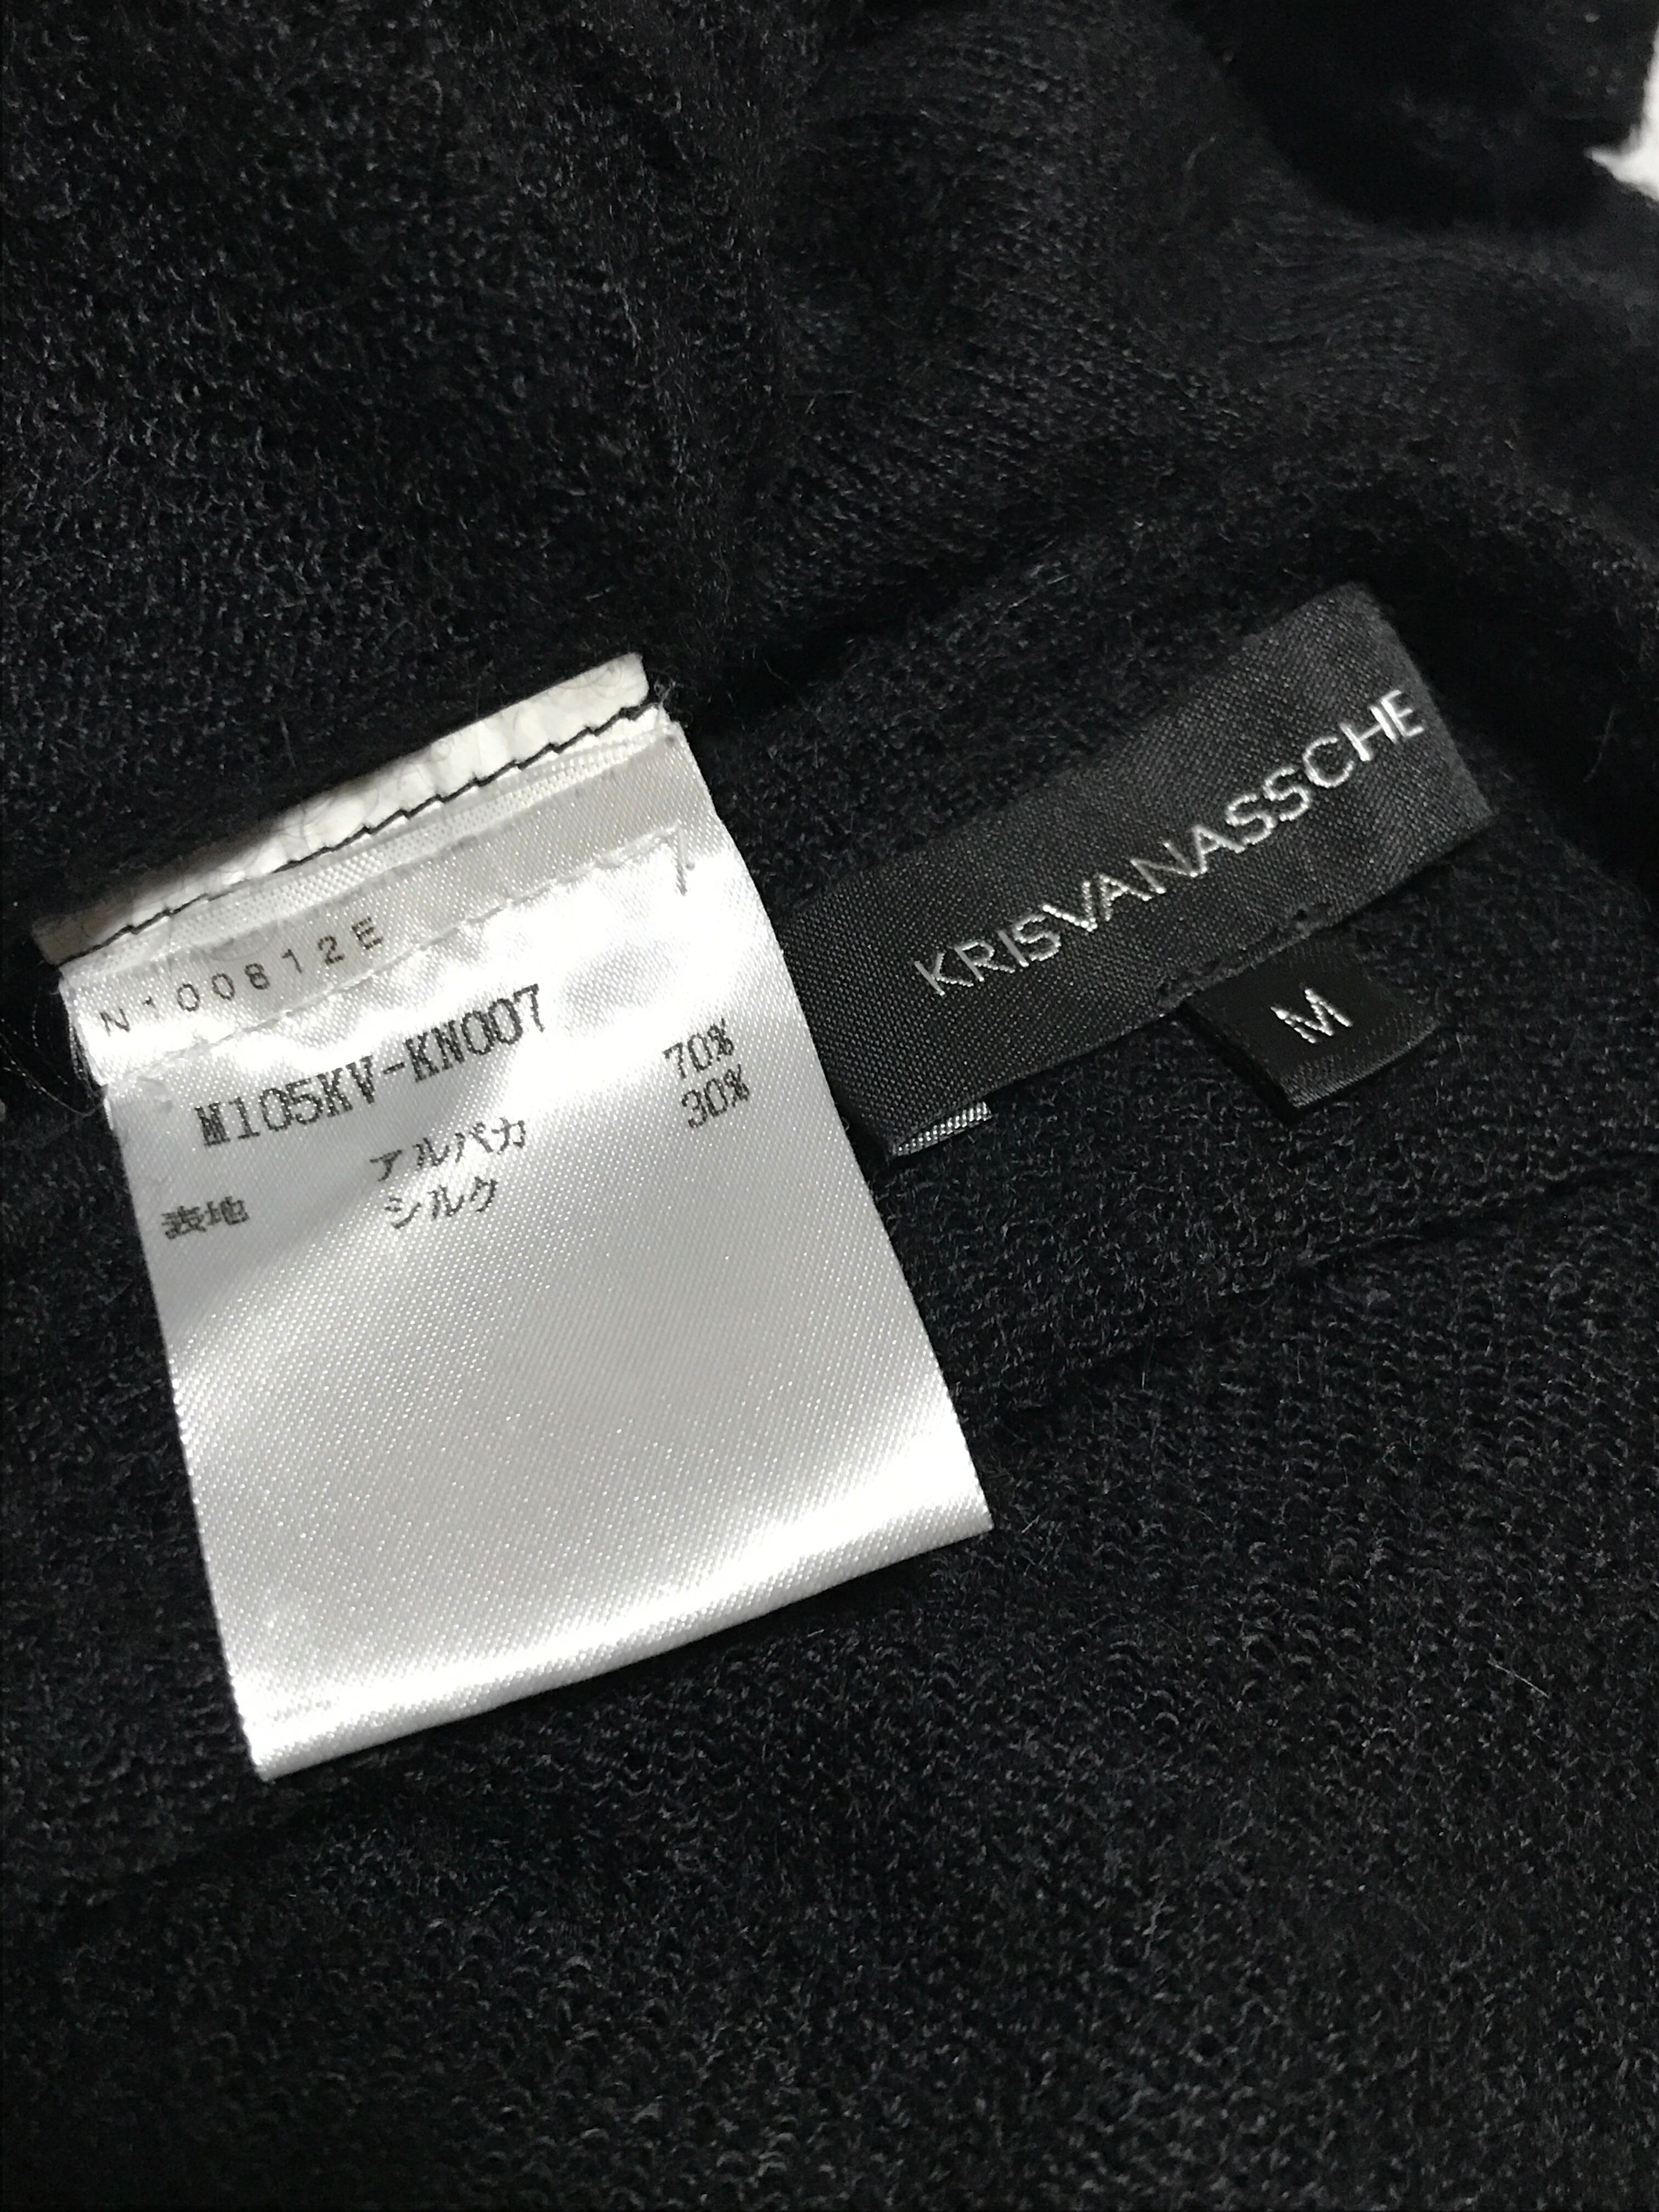 N100812E
M105KV-KN007
アルパカ 70%
表地 シルク 30%
KRISVANASSCHE
M